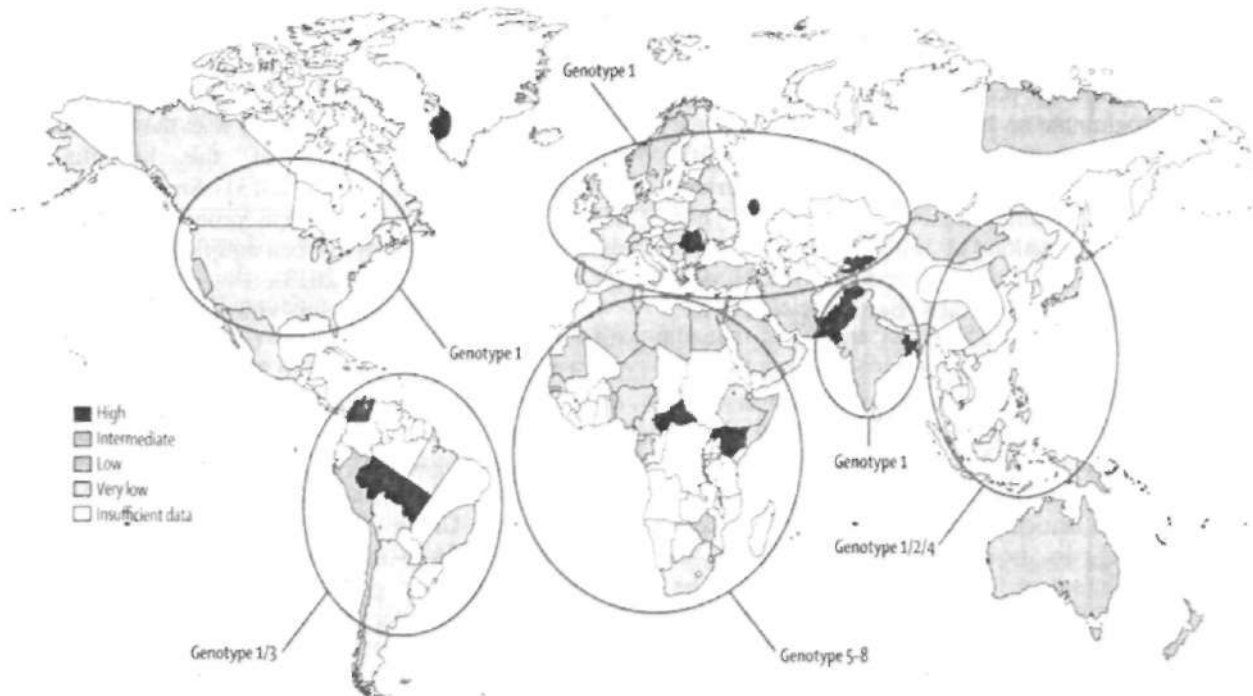 Genotype 1
Genotype 1
High
Intermediate
Low
Very low
Insufficient data
Genotype 1
Genotype 1/2/4
Genotype 1/3
Genotype 5–8